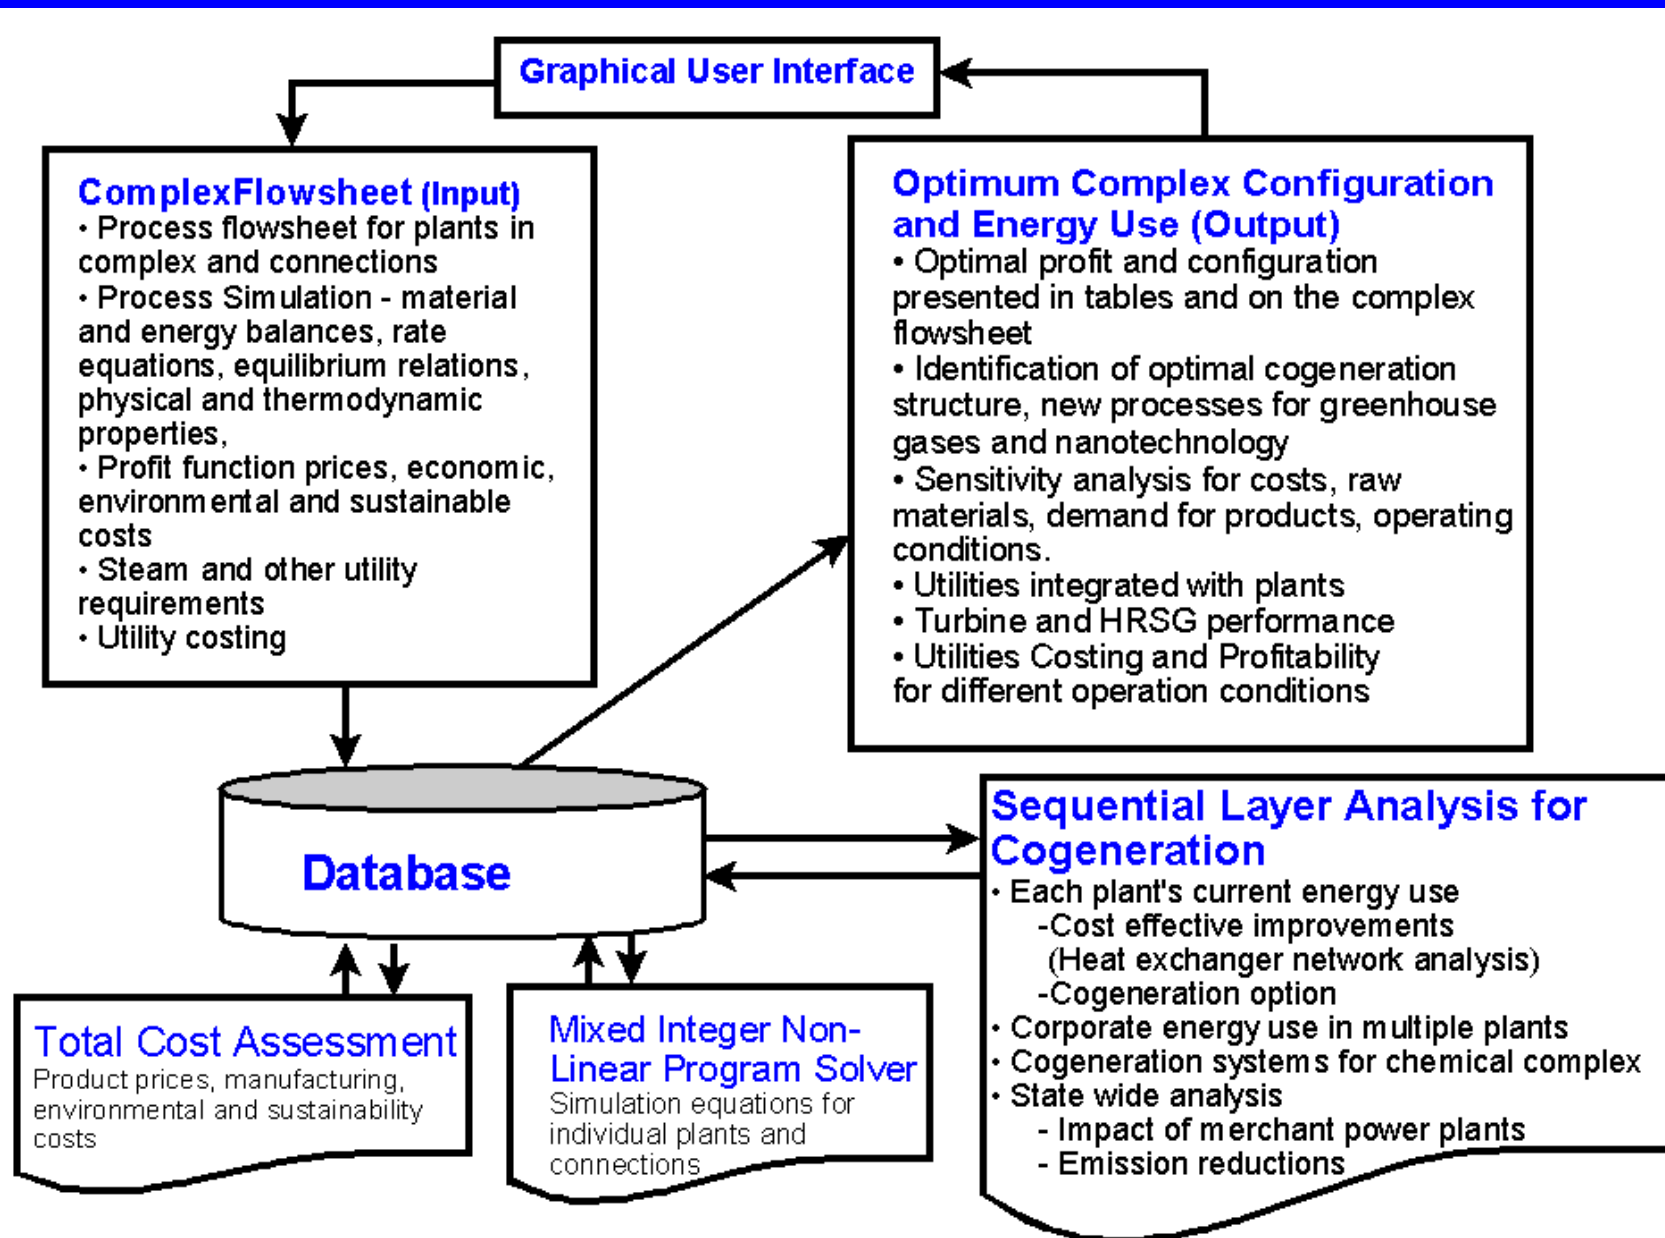 Graphical User Interface
ComplexFlowsheet (Input)
• Process flowsheet for plants in
complex and connections
• Process Simulation - material
and energy balances, rate
equations, equilibrium relations,
physical and thermodynamic
properties,
• Profit function prices, economic,
environmental and sustainable
costs
• Steam and other utility
requirements
• Utility costing
Optimum Complex Configuration
and Energy Use (Output)
• Optimal profit and configuration
presented in tables and on the complex
flowsheet
• Identification of optimal cogeneration
structure, new processes for greenhouse
gases and nanotechnology
• Sensitivity analysis for costs, raw
materials, demand for products, operating
conditions.
• Utilities integrated with plants
• Turbine and HRSG performance
• Utilities Costing and Profitability
for different operation conditions
Database
Sequential Layer Analysis for
Cogeneration
• Each plant's current energy use
-Cost effective improvements
(Heat exchanger network analysis)
-Cogeneration option
• Corporate energy use in multiple plants
• Cogeneration systems for chemical complex
• State wide analysis
- Impact of merchant power plants
- Emission reductions
Total Cost Assessment
Product prices, manufacturing,
environmental and sustainability
costs
Mixed Integer Non-
Linear Program Solver
Simulation equations for
individual plants and
connections